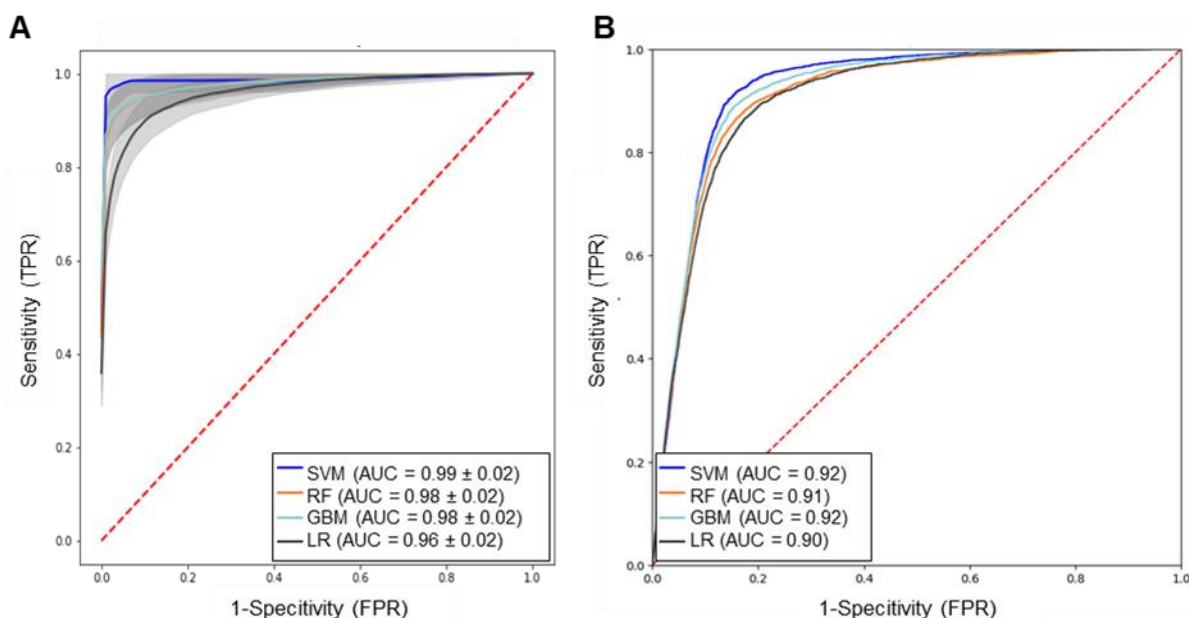 A
B
1.0
0.8
0.6
0.4
0.2
0.0
Sensitivity (TPR)
SVM (AUC = 0.99 ± 0.02)
RF (AUC = 0.98 ± 0.02)
GBM (AUC = 0.98 ± 0.02)
LR (AUC = 0.96 ± 0.02)
0.0 0.2 0.4 0.6 0.8 1.0
1-Specitivity (FPR)
1.0
0.8
0.6
0.4
0.2
0.0
Sensitivity (TPR)
SVM (AUC = 0.92)
RF (AUC = 0.91)
GBM (AUC = 0.92)
LR (AUC = 0.90)
0.0 0.2 0.4 0.6 0.8 1.0
1-Specitivity (FPR)